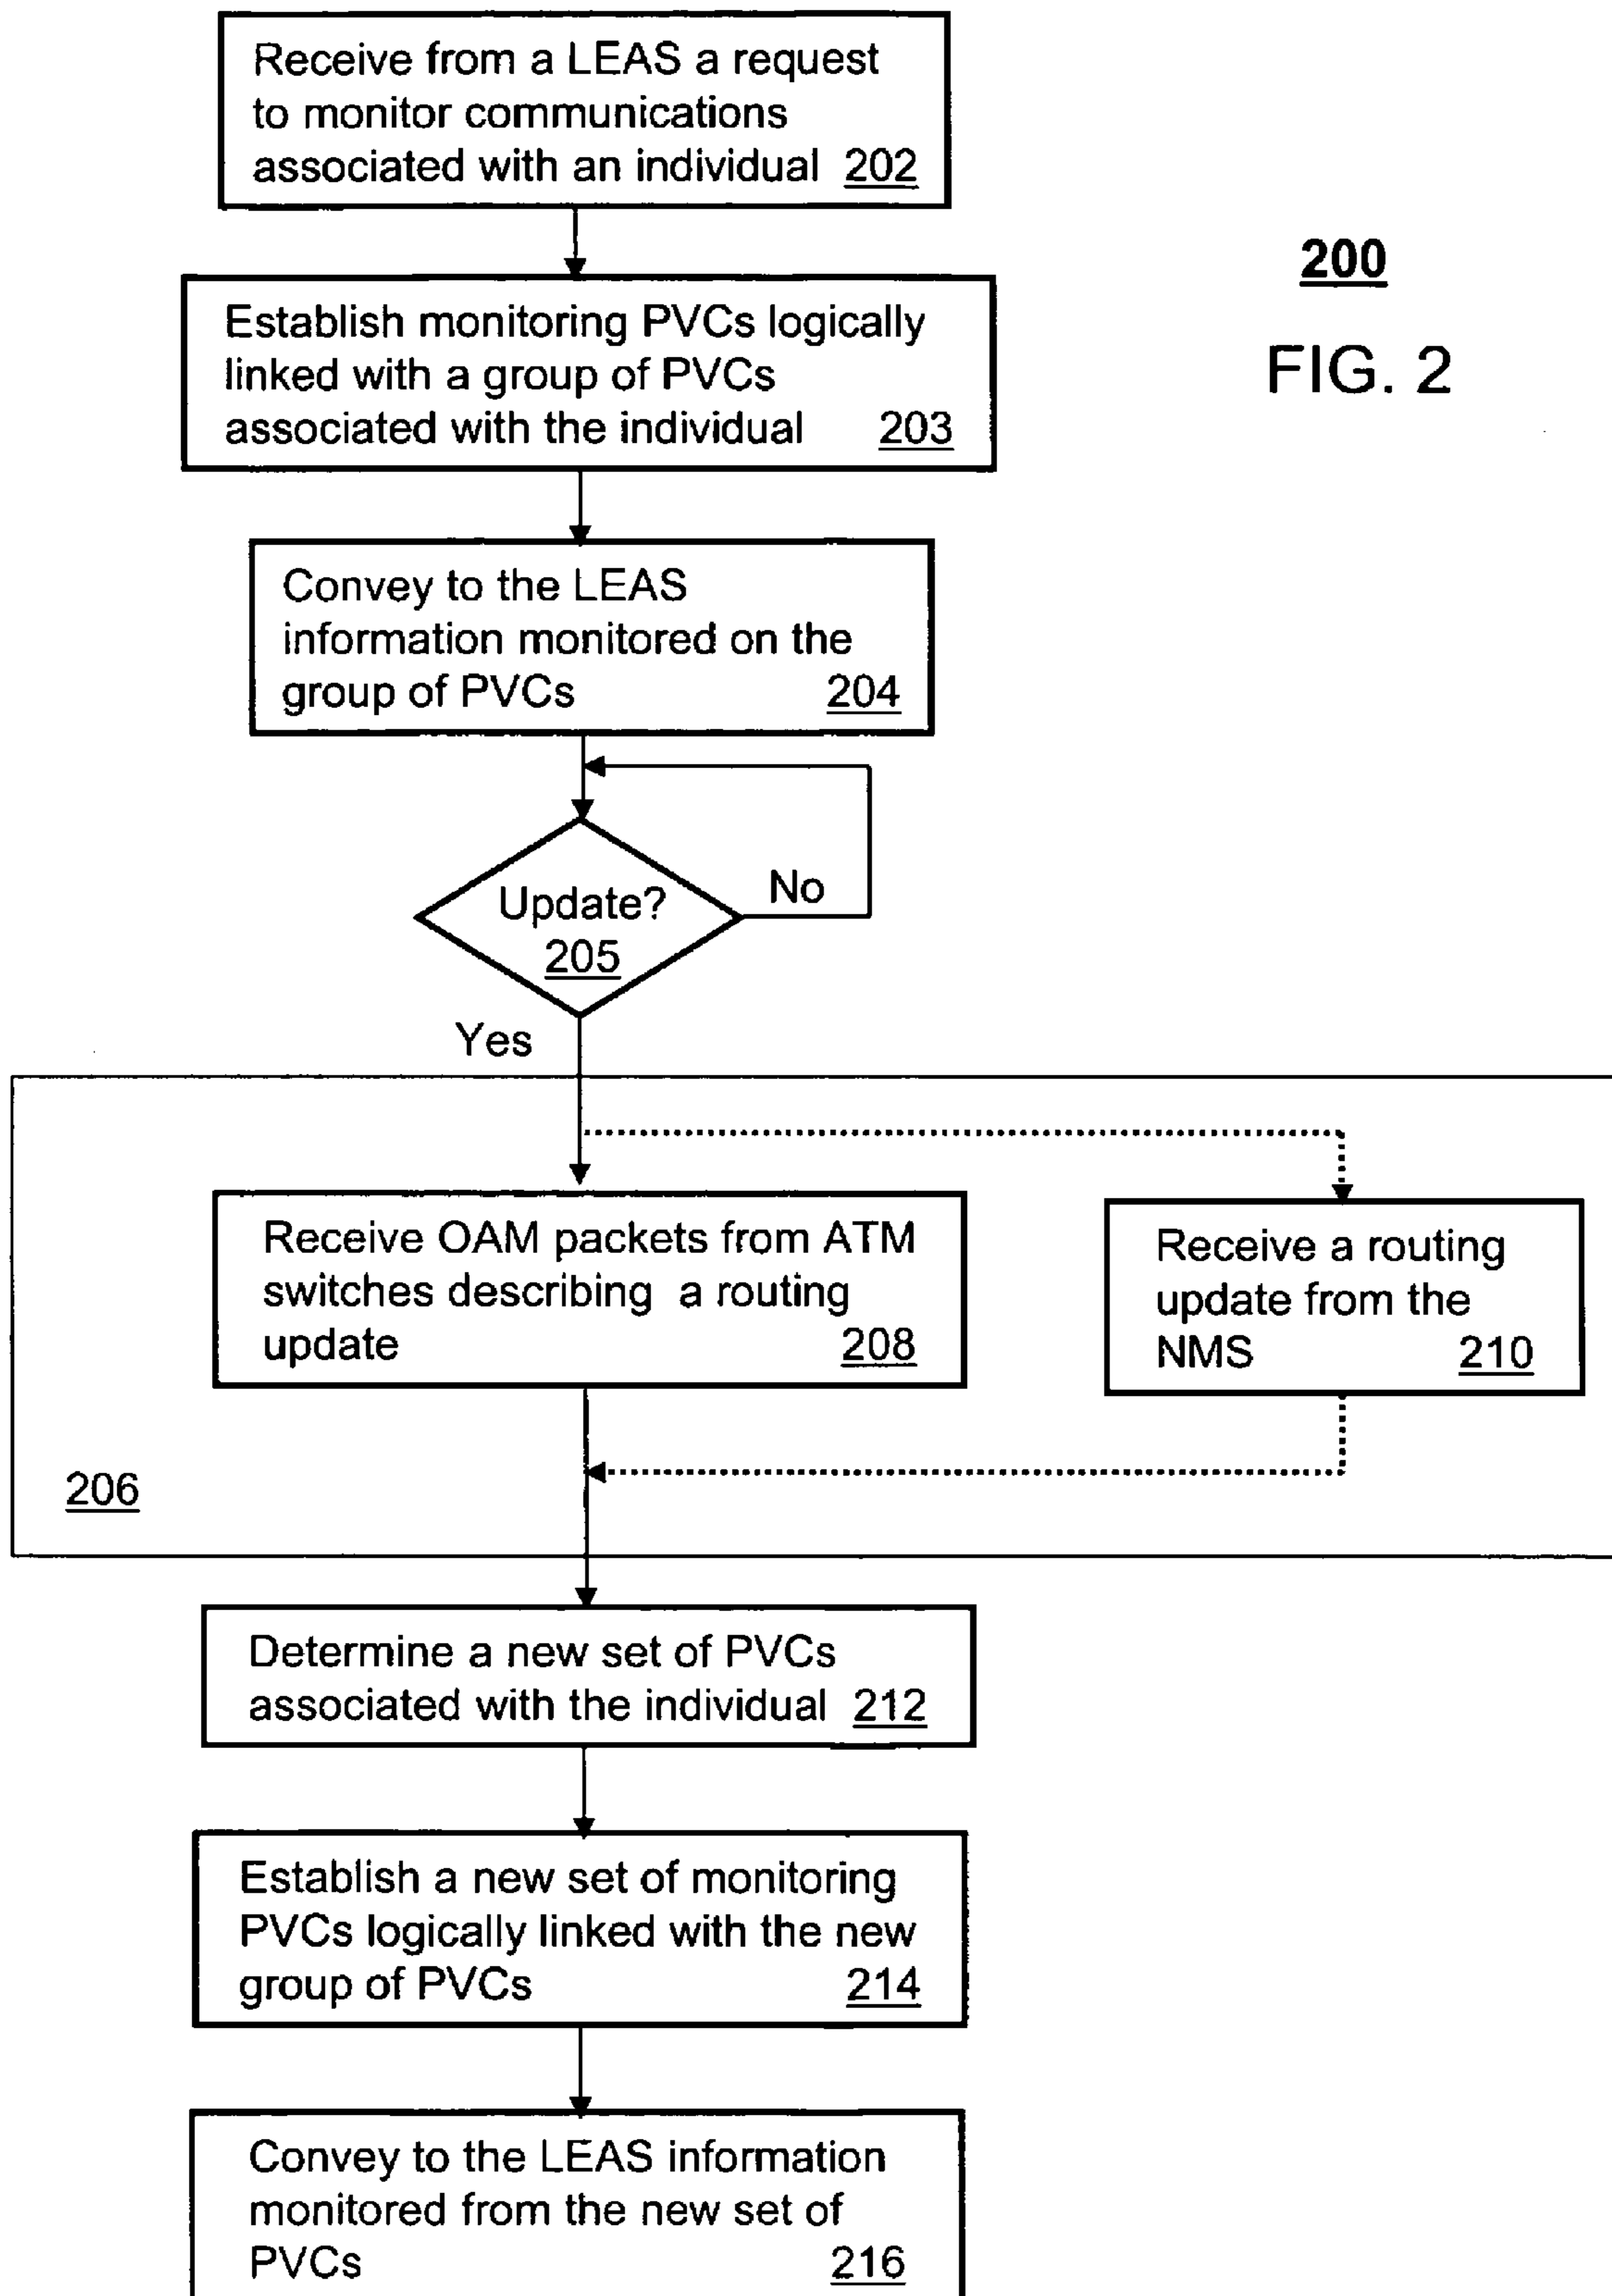 Receive from a LEAS a request
to monitor communications
associated with an individual 202
200
FIG. 2
Establish monitoring PVCs logically
linked with a group of PVCs
associated with the individual 203
Convey to the LEAS
information monitored on the
group of PVCs 204
Update?
205
No
Yes
Receive OAM packets from ATM
switches describing a routing
update 208
Receive a routing
update from the
NMS 210
206
Determine a new set of PVCs
associated with the individual 212
Establish a new set of monitoring
PVCs logically linked with the new
group of PVCs 214
Convey to the LEAS information
monitored from the new set of
PVCs 216